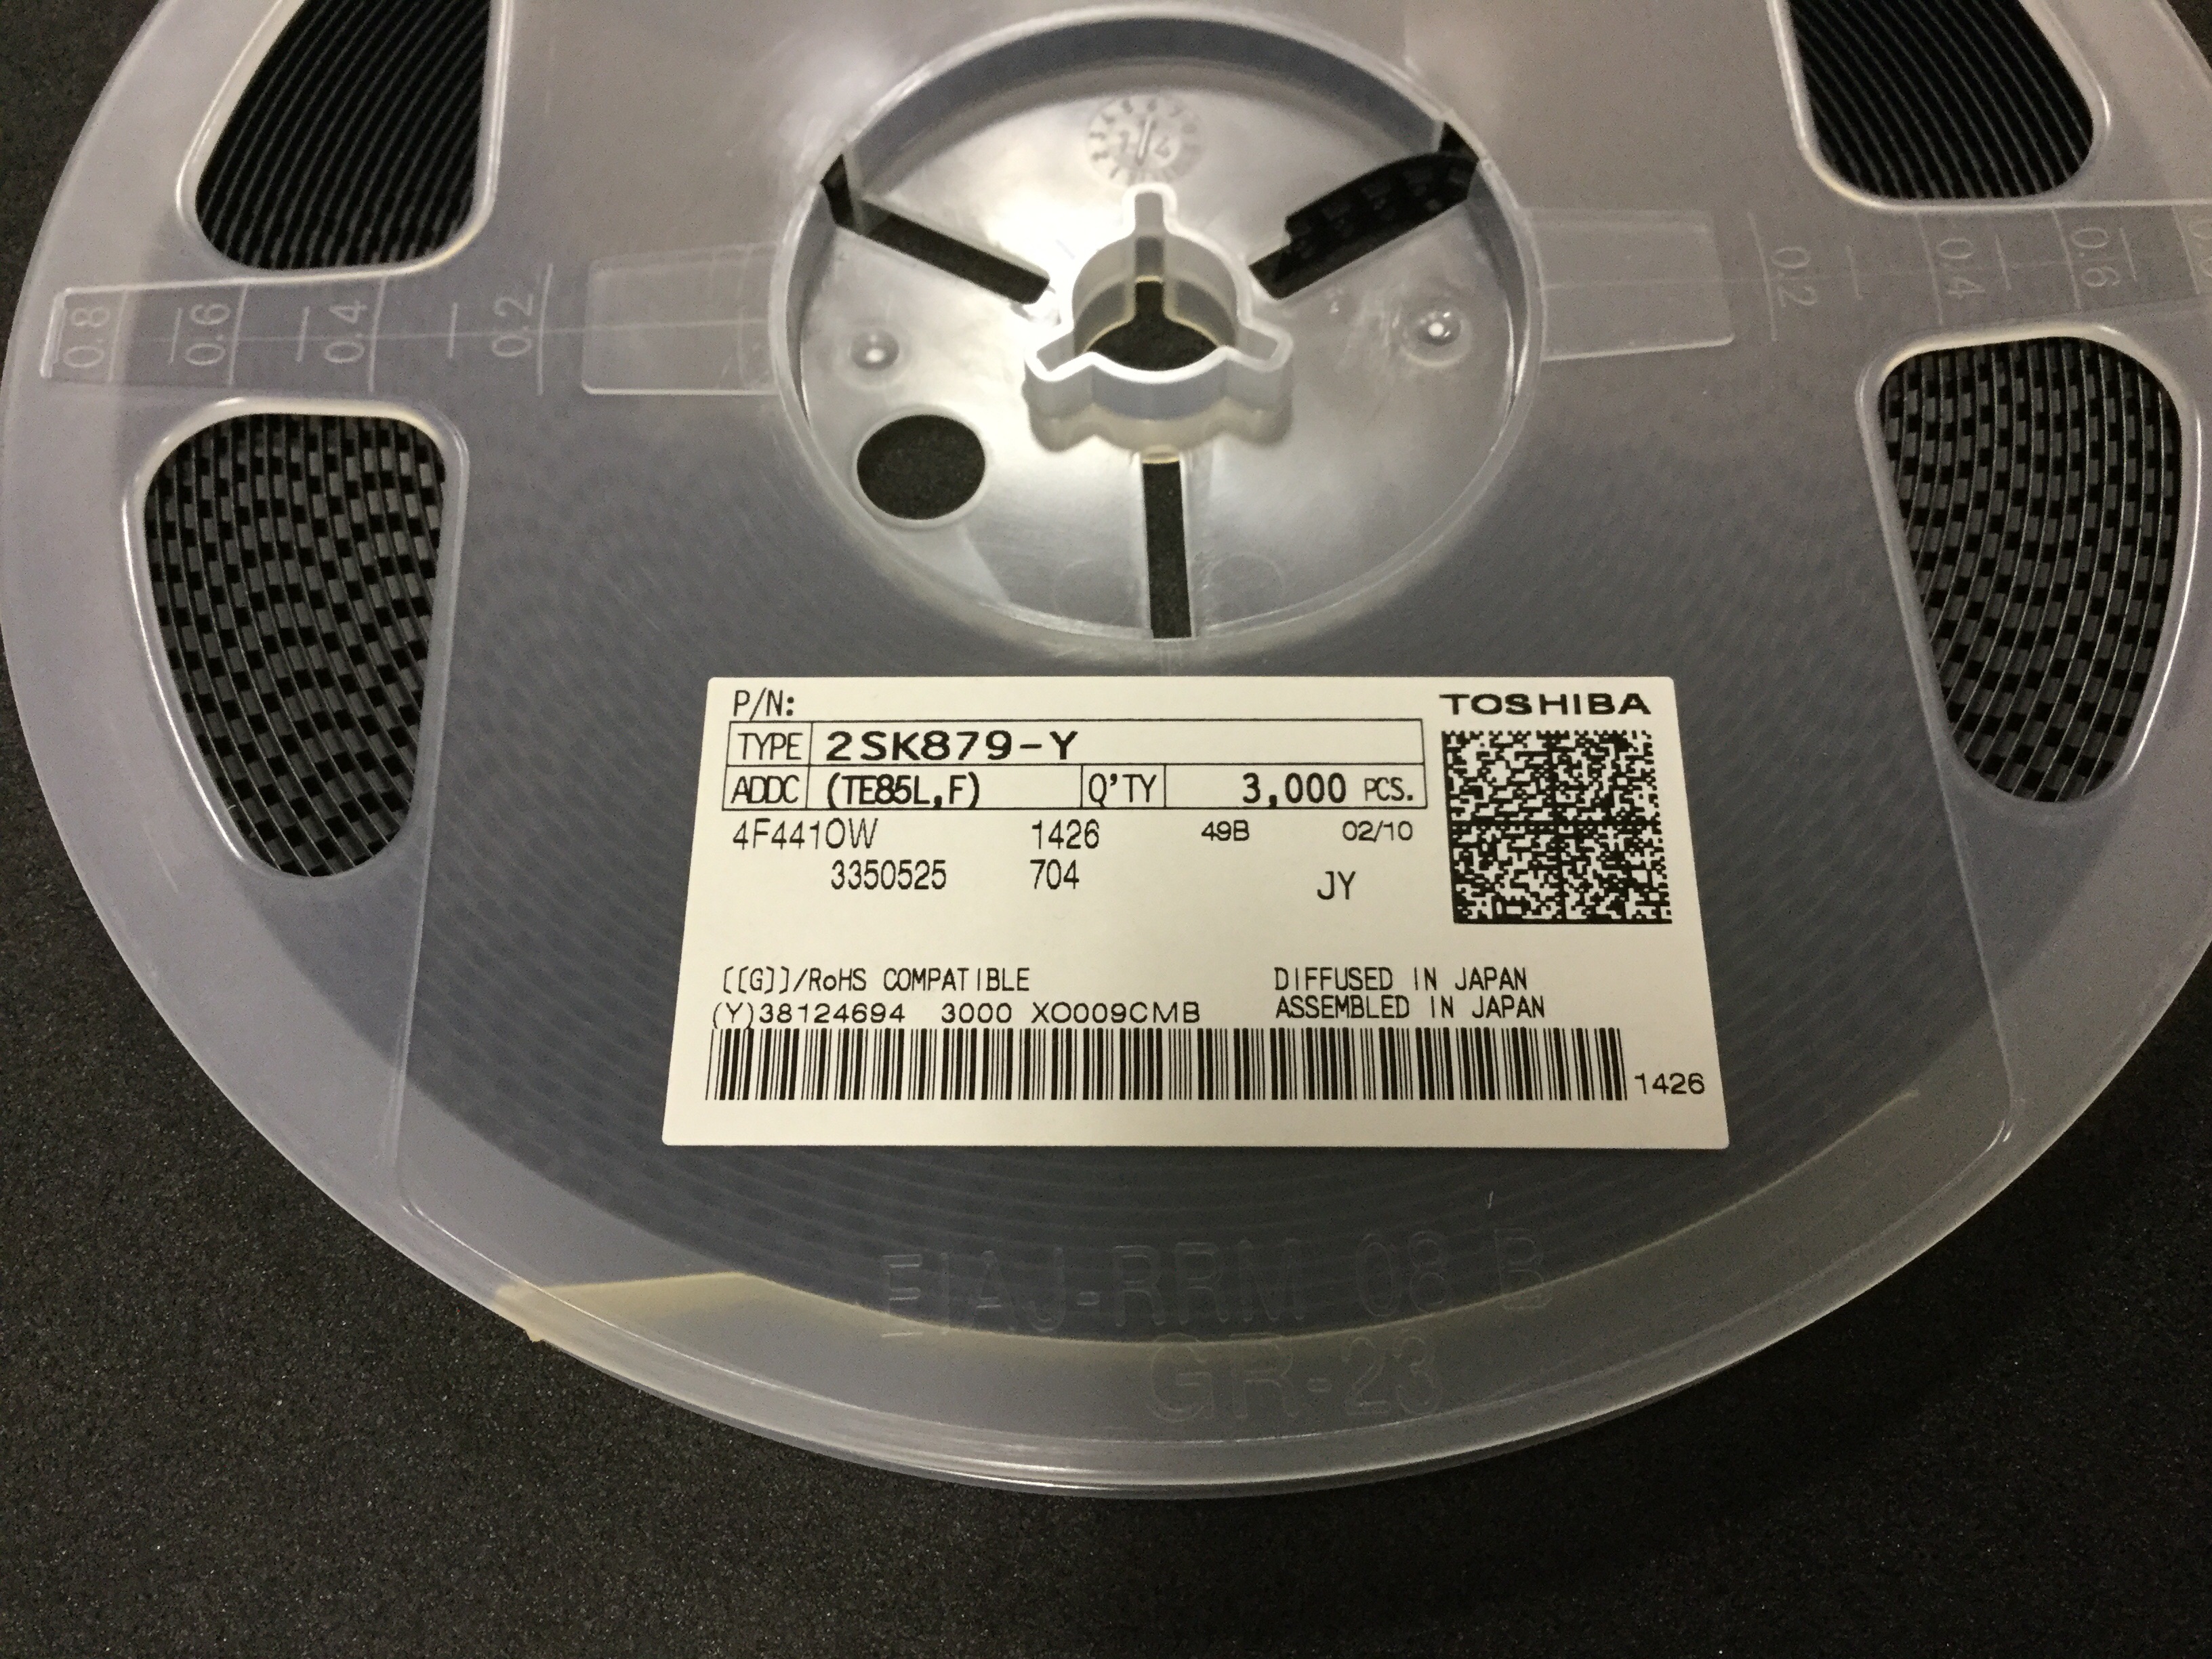 0.8 0.6 0.4 0.2
0.2 0.4 0.6
P/N:
TOSHIBA
TYPE 2SK879-Y
ADDC (TE85L,F) Q'TY 3,000 PCS.
4F4410W 1426 49B 02/10
3350525 704 JY
[[G]]/RoHS COMPATIBLE DIFFUSED IN JAPAN
(Y)38124694 3000 XO009CMB ASSEMBLED IN JAPAN
1426
EIAJ-RRM 08 B
GR-23